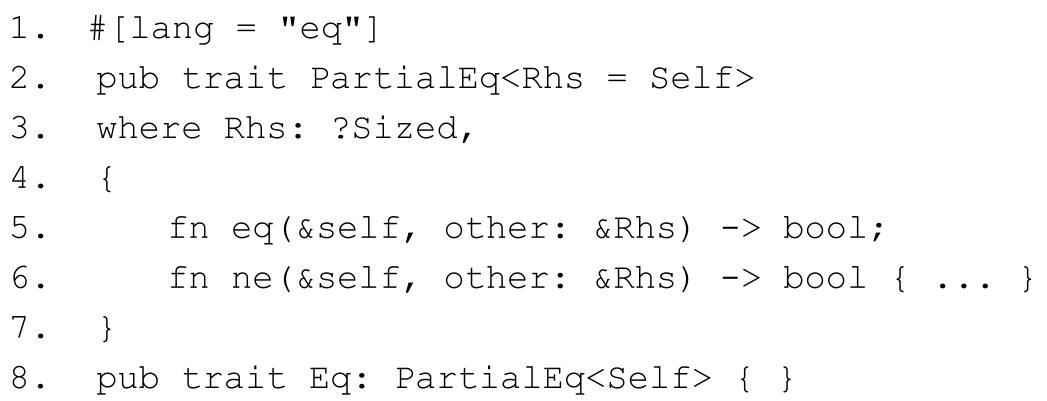 1. #[lang = "eq"]
2. pub trait PartialEq<Rhs = Self>
3. where Rhs: ?Sized,
4. {
5. fn eq(&self, other: &Rhs) -> bool;
6. fn ne(&self, other: &Rhs) -> bool { ... }
7. }
8. pub trait Eq: PartialEq<Self> { }